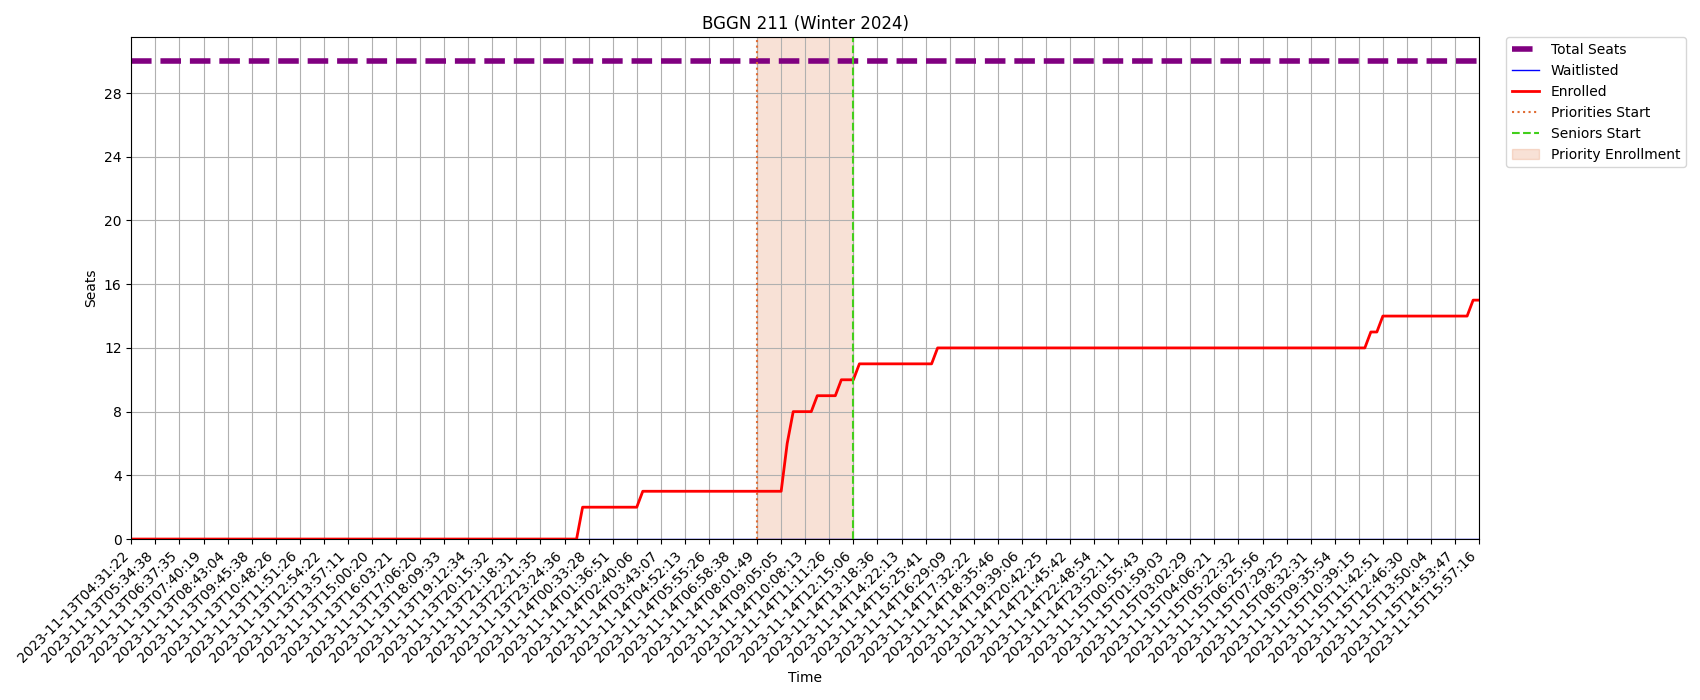 BGGN 211 (Winter 2024)
Total Seats
Waitlisted
Enrolled
Priorities Start
Seniors Start
Priority Enrollment
Seats
28
24
20
16
12
8
4
0
2023-11-13T04:31:22
2023-11-13T05:34:38
2023-11-13T06:37:35
2023-11-13T07:40:19
2023-11-13T08:43:04
2023-11-13T09:45:38
2023-11-13T10:48:26
2023-11-13T11:51:26
2023-11-13T12:54:22
2023-11-13T13:57:11
2023-11-13T15:00:20
2023-11-13T16:03:21
2023-11-13T17:06:20
2023-11-13T18:09:33
2023-11-13T19:12:34
2023-11-13T20:15:32
2023-11-13T21:18:31
2023-11-13T22:21:35
2023-11-13T23:24:36
2023-11-14T00:33:28
2023-11-14T01:36:51
2023-11-14T02:40:06
2023-11-14T03:43:07
2023-11-14T04:52:13
2023-11-14T05:55:26
2023-11-14T06:58:38
2023-11-14T08:01:49
2023-11-14T09:05:05
2023-11-14T10:08:13
2023-11-14T11:11:26
2023-11-14T12:15:06
2023-11-14T13:18:36
2023-11-14T14:22:13
2023-11-14T15:25:41
2023-11-14T16:29:09
2023-11-14T17:32:22
2023-11-14T18:35:46
2023-11-14T19:39:06
2023-11-14T20:42:25
2023-11-14T21:45:42
2023-11-14T22:48:54
2023-11-14T23:52:11
2023-11-15T00:55:43
2023-11-15T01:59:03
2023-11-15T03:02:29
2023-11-15T04:06:21
2023-11-15T05:22:32
2023-11-15T06:25:56
2023-11-15T07:29:25
2023-11-15T08:32:31
2023-11-15T09:35:54
2023-11-15T10:39:15
2023-11-15T11:42:51
2023-11-15T12:46:30
2023-11-15T13:50:04
2023-11-15T14:53:47
2023-11-15T15:57:16
Time